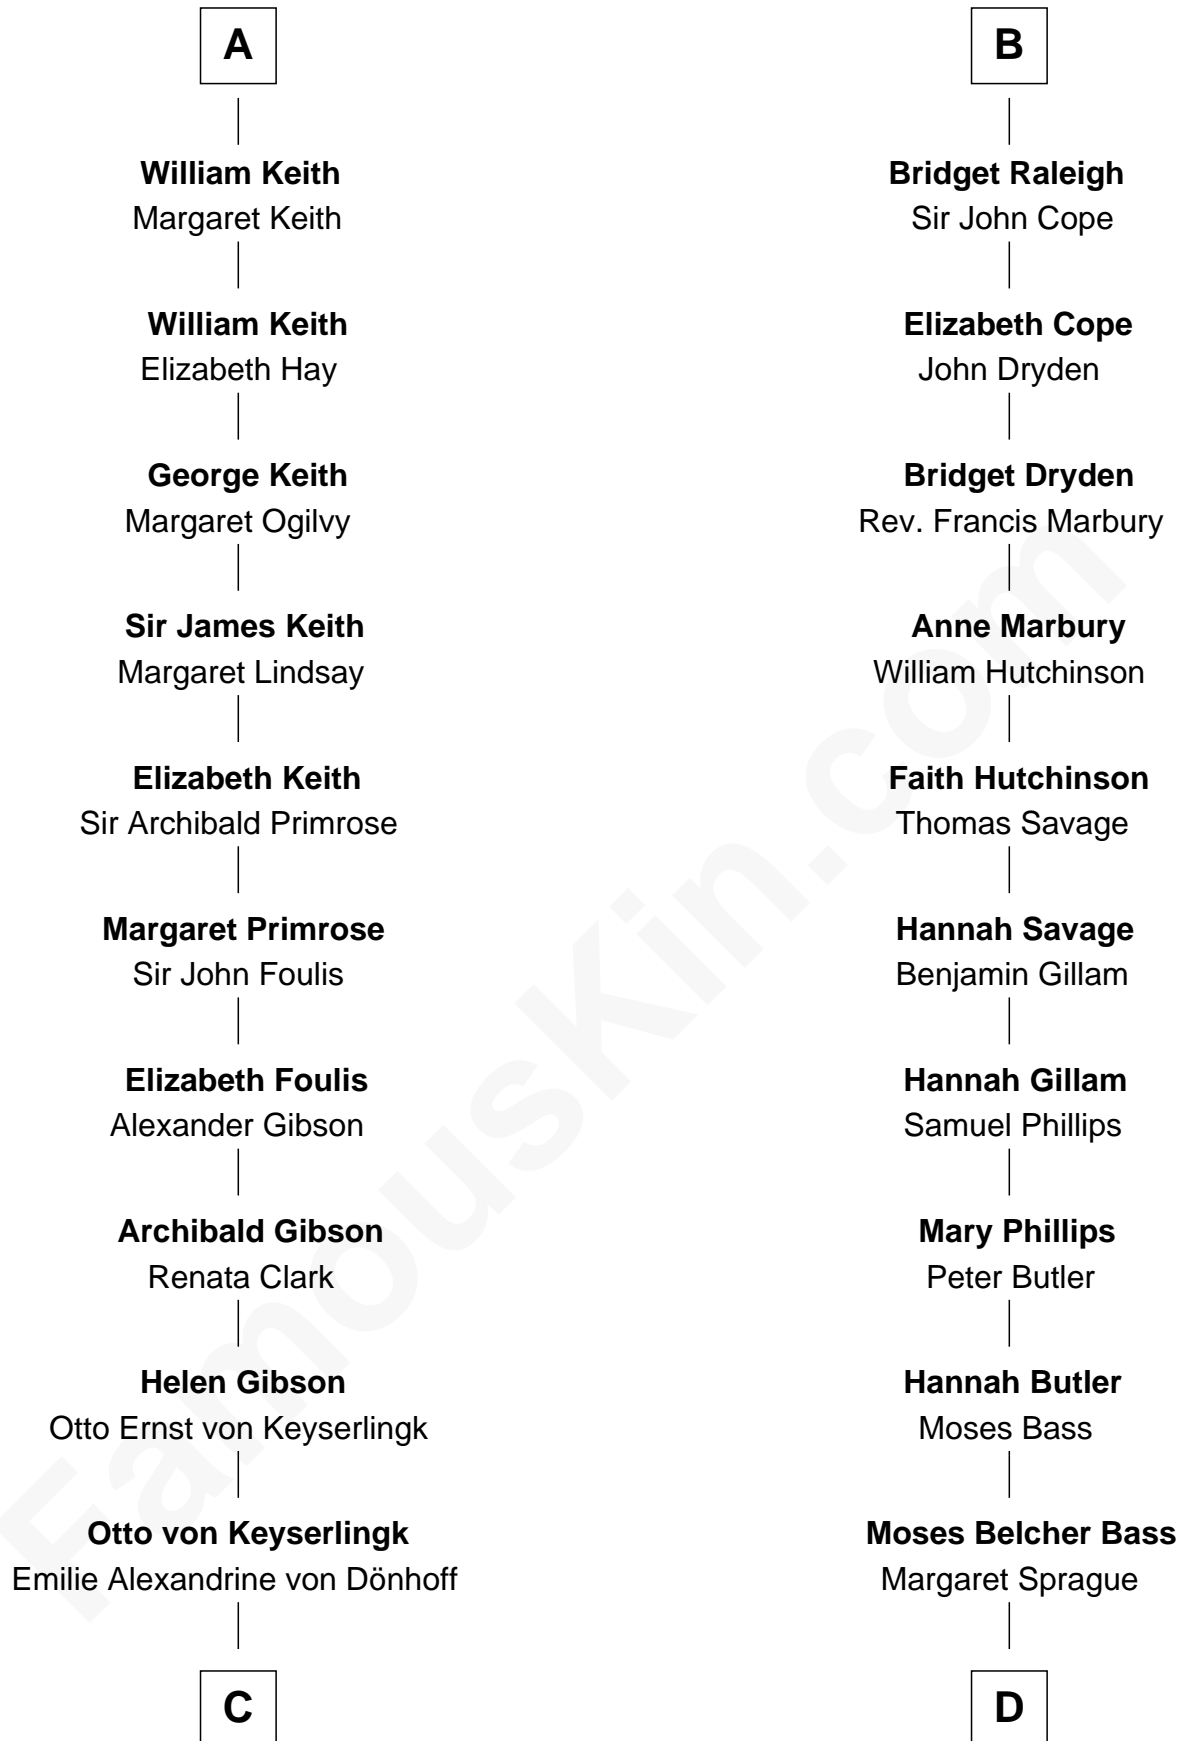 A
William Keith
Margaret Keith
William Keith
Elizabeth Hay
George Keith
Margaret Ogilvy
Sir James Keith
Margaret Lindsay
Elizabeth Keith
Sir Archibald Primrose
Margaret Primrose
Sir John Foulis
Elizabeth Foulis
Alexander Gibson
Archibald Gibson
Renata Clark
Helen Gibson
Otto Ernst von Keyserlingk
Otto von Keyserlingk
Emilie Alexandrine von Dönhoff
C
B
Bridget Raleigh
Sir John Cope
Elizabeth Cope
John Dryden
Bridget Dryden
Rev. Francis Marbury
Anne Marbury
William Hutchinson
Faith Hutchinson
Thomas Savage
Hannah Savage
Benjamin Gillam
Hannah Gillam
Samuel Phillips
Mary Phillips
Peter Butler
Hannah Butler
Moses Bass
Moses Belcher Bass
Margaret Sprague
D
FamousKin.com